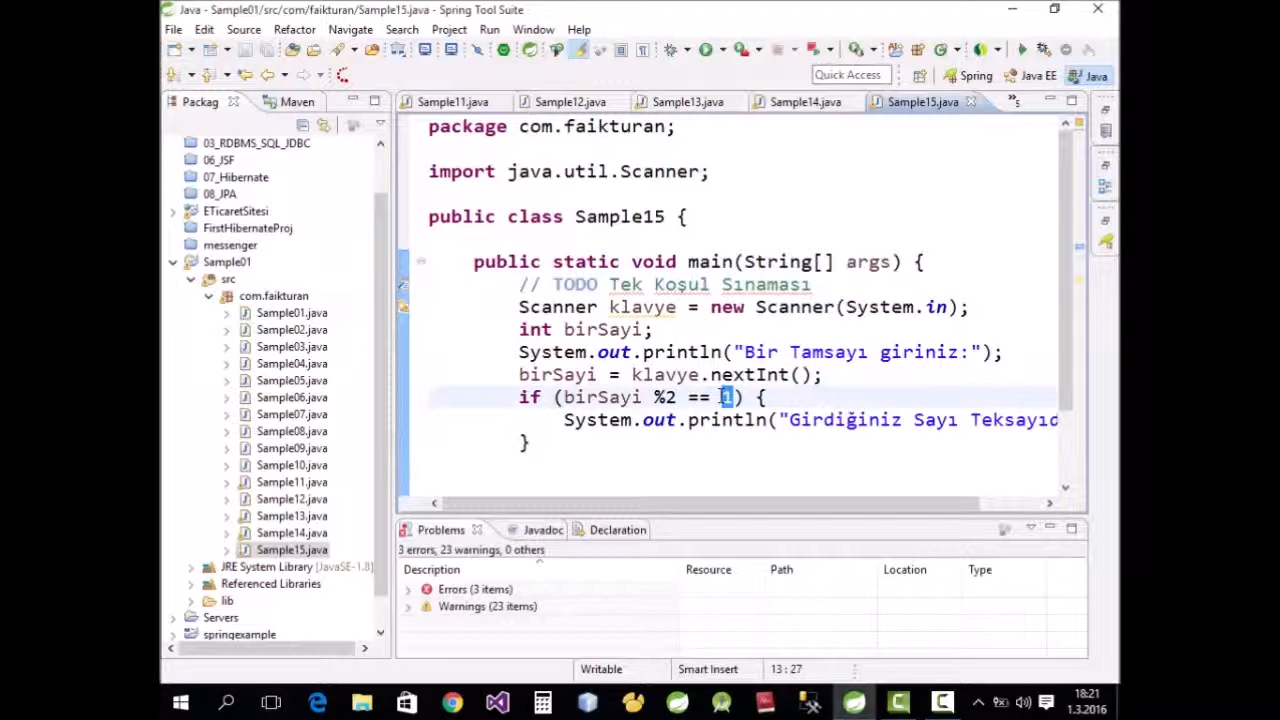 Java - Sample01/src/com/faikturan/Sample15.java - Spring Tool Suite
File Edit Source Refactor Navigate Search Project Run Window Help
Quick Access Spring Java EE Java
Packag Maven
03_RDBMS_SQL_JDBC
06_JSF
07_Hibernate
08_JPA
ETicaretSitesi
FirstHibernateProj
messenger
Sample01
src
com.faikturan
Sample01.java
Sample02.java
Sample03.java
Sample04.java
Sample05.java
Sample06.java
Sample07.java
Sample08.java
Sample09.java
Sample10.java
Sample11.java
Sample12.java
Sample13.java
Sample14.java
Sample15.java
JRE System Library [JavaSE-1.8]
Referenced Libraries
lib
Servers
springexample
Sample11.java Sample12.java Sample13.java Sample14.java Sample15.java »5
package com.faikturan;
import java.util.Scanner;
public class Sample15 {
public static void main(String[] args) {
// TODO Tek Koşul Sınaması
Scanner klavye = new Scanner(System.in);
int birSayi;
System.out.println("Bir Tamsayı giriniz:");
birSayi = klavye.nextInt();
if (birSayi %2 == 1) {
System.out.println("Girdiğiniz Sayı Teksayıd
}
Problems Javadoc Declaration
3 errors, 23 warnings, 0 others
Description Resource Path Location Type
Errors (3 items)
Warnings (23 items)
Writable Smart Insert 13 : 27
18:21
1.3.2016